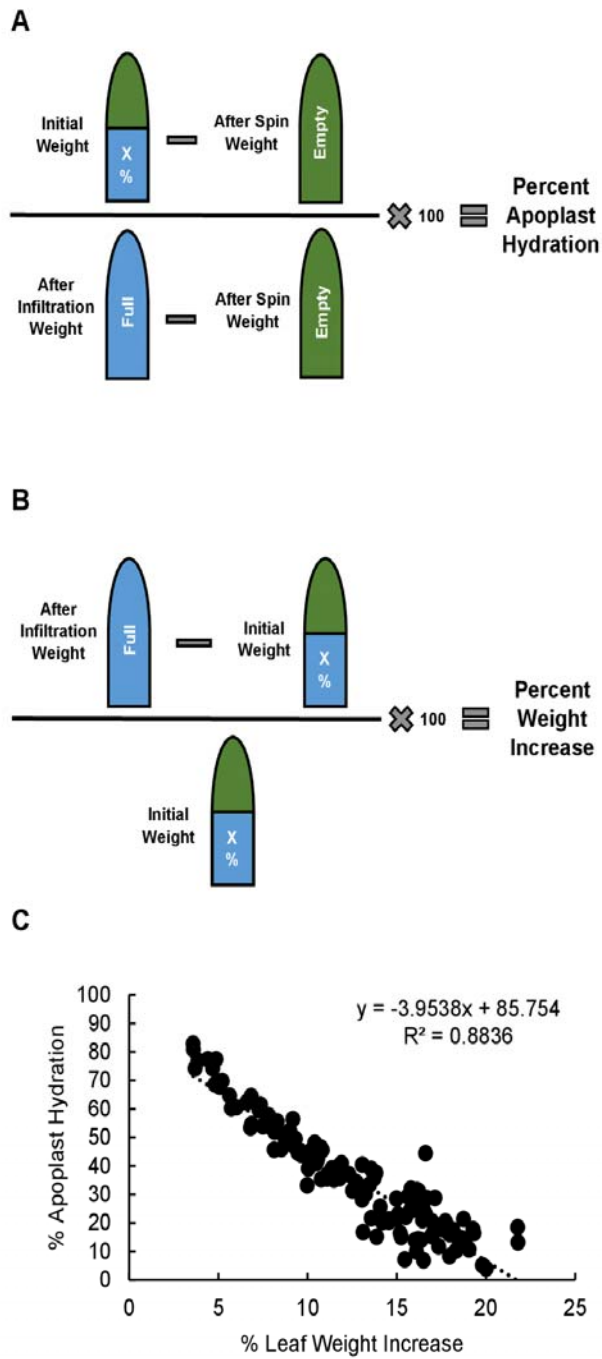 A
Initial
Weight
X
%
After Spin
Weight
Empty
100
Percent
Apoplast
Hydration
After
Infiltration
Weight
Full
After Spin
Weight
Empty
B
After
Infiltration
Weight
Full
Initial
Weight
X
%
100
Percent
Weight
Increase
Initial
Weight
X
%
C
y = -3.9538x + 85.754
R² = 0.8836
% Apoplast Hydration
100
90
80
70
60
50
40
30
20
10
0
0 5 10 15 20 25
% Leaf Weight Increase